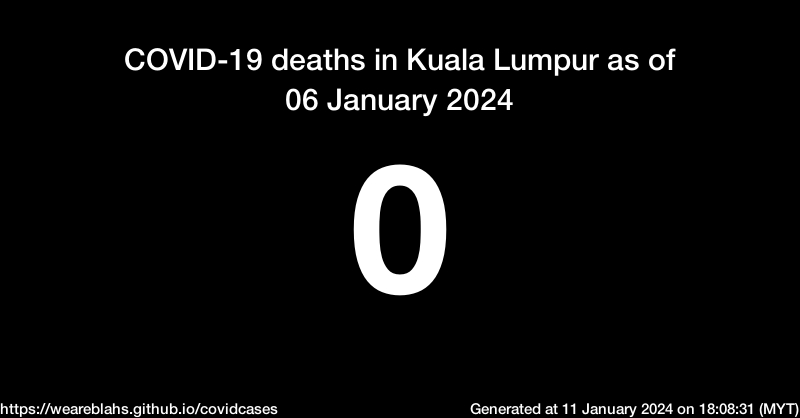 COVID-19 deaths in Kuala Lumpur as of
06 January 2024
0
https://weareblahs.github.io/covidcases
Generated at 11 January 2024 on 18:08:31 (MYT)